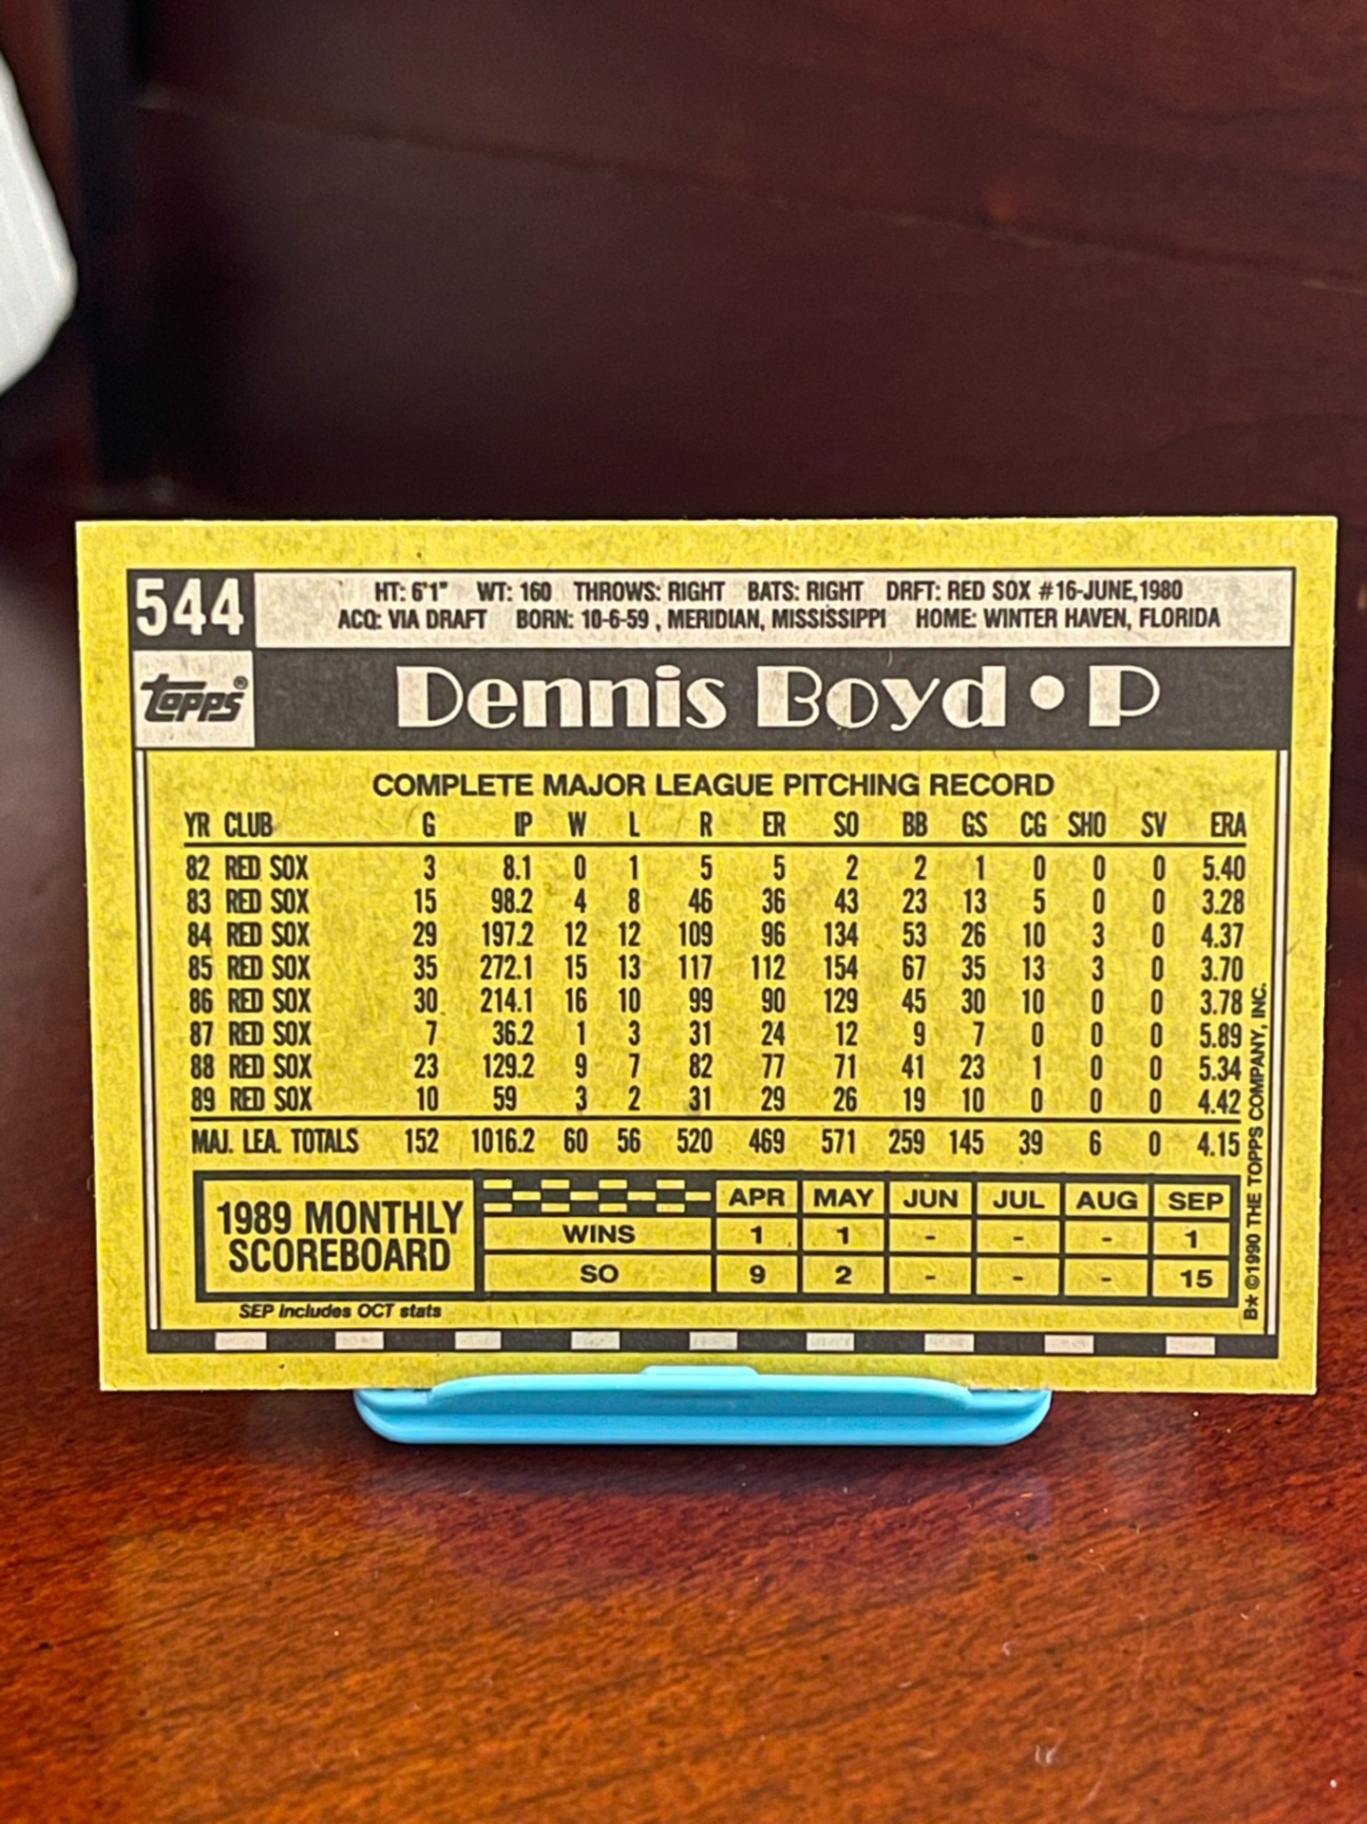 544
HT: 6'1" WT: 160 THROWS: RIGHT BATS: RIGHT DRFT: RED SOX #16-JUNE, 1980
ACQ: VIA DRAFT BORN: 10-6-59 , MERIDIAN, MISSISSIPPI HOME: WINTER HAVEN, FLORIDA
topps®
Dennis Boyd • P
COMPLETE MAJOR LEAGUE PITCHING RECORD
YR CLUB G IP W L R ER SO BB GS CG SHO SV ERA
82 RED SOX 3 8.1 0 1 5 5 2 2 1 0 0 0 5.40
83 RED SOX 15 98.2 4 8 46 36 43 23 13 5 0 0 3.28
84 RED SOX 29 197.2 12 12 109 96 134 53 26 10 3 0 4.37
85 RED SOX 35 272.1 15 13 117 112 154 67 35 13 3 0 3.70
86 RED SOX 30 214.1 16 10 99 90 129 45 30 10 0 0 3.78
87 RED SOX 7 36.2 1 3 31 24 12 9 7 0 0 0 5.89
88 RED SOX 23 129.2 9 7 82 77 71 41 23 1 0 0 5.34
89 RED SOX 10 59 3 2 31 29 26 19 10 0 0 0 4.42
MAJ. LEA. TOTALS 152 1016.2 60 56 520 469 571 259 145 39 6 0 4.15
1989 MONTHLY
SCOREBOARD
APR MAY JUN JUL AUG SEP
WINS 1 1 - - - 1
SO 9 2 - - - 15
SEP includes OCT stats
B* ©1990 THE TOPPS COMPANY, INC.